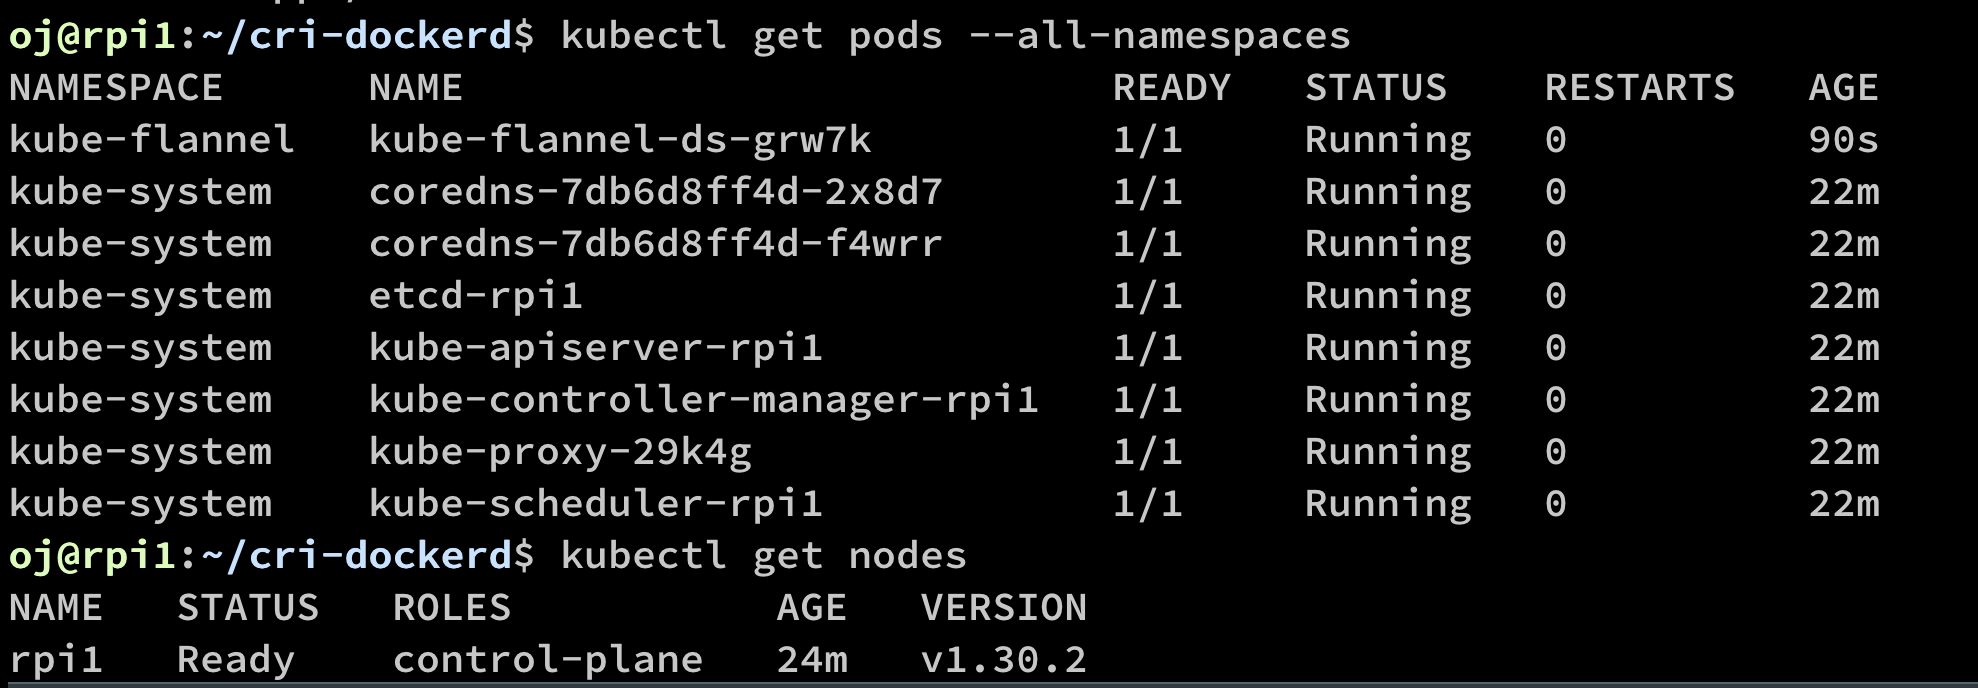 oj@rpi1:~/cri-dockerd$ kubectl get pods --all-namespaces
NAMESPACE      NAME                           READY   STATUS    RESTARTS   AGE
kube-flannel   kube-flannel-ds-grw7k          1/1     Running   0          90s
kube-system    coredns-7db6d8ff4d-2x8d7       1/1     Running   0          22m
kube-system    coredns-7db6d8ff4d-f4wrr       1/1     Running   0          22m
kube-system    etcd-rpi1                      1/1     Running   0          22m
kube-system    kube-apiserver-rpi1            1/1     Running   0          22m
kube-system    kube-controller-manager-rpi1   1/1     Running   0          22m
kube-system    kube-proxy-29k4g               1/1     Running   0          22m
kube-system    kube-scheduler-rpi1            1/1     Running   0          22m
oj@rpi1:~/cri-dockerd$ kubectl get nodes
NAME   STATUS   ROLES           AGE   VERSION
rpi1   Ready    control-plane   24m   v1.30.2